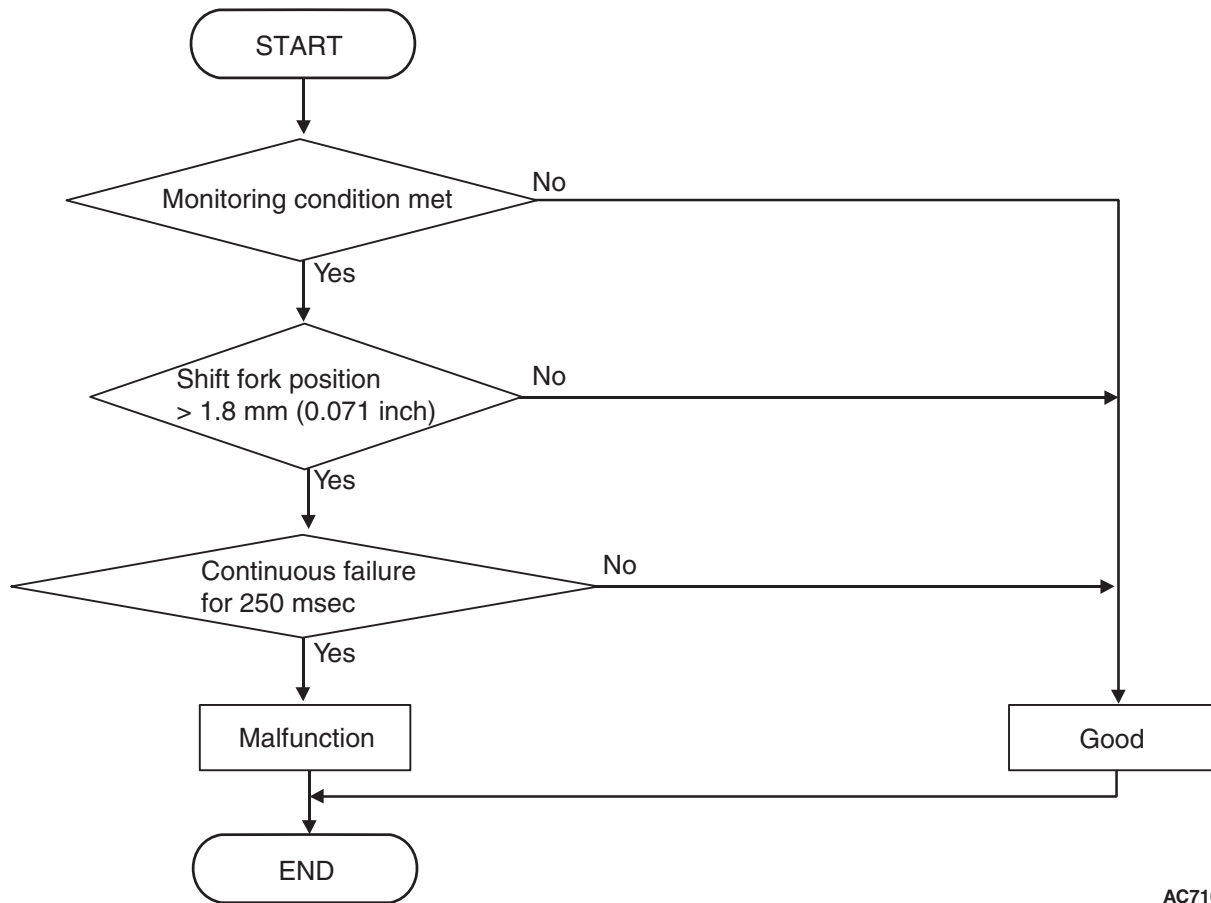 START
Monitoring condition met
No
Yes
Shift fork position
> 1.8 mm (0.071 inch)
No
Yes
Continuous failure
for 250 msec
No
Yes
Malfunction
Good
END